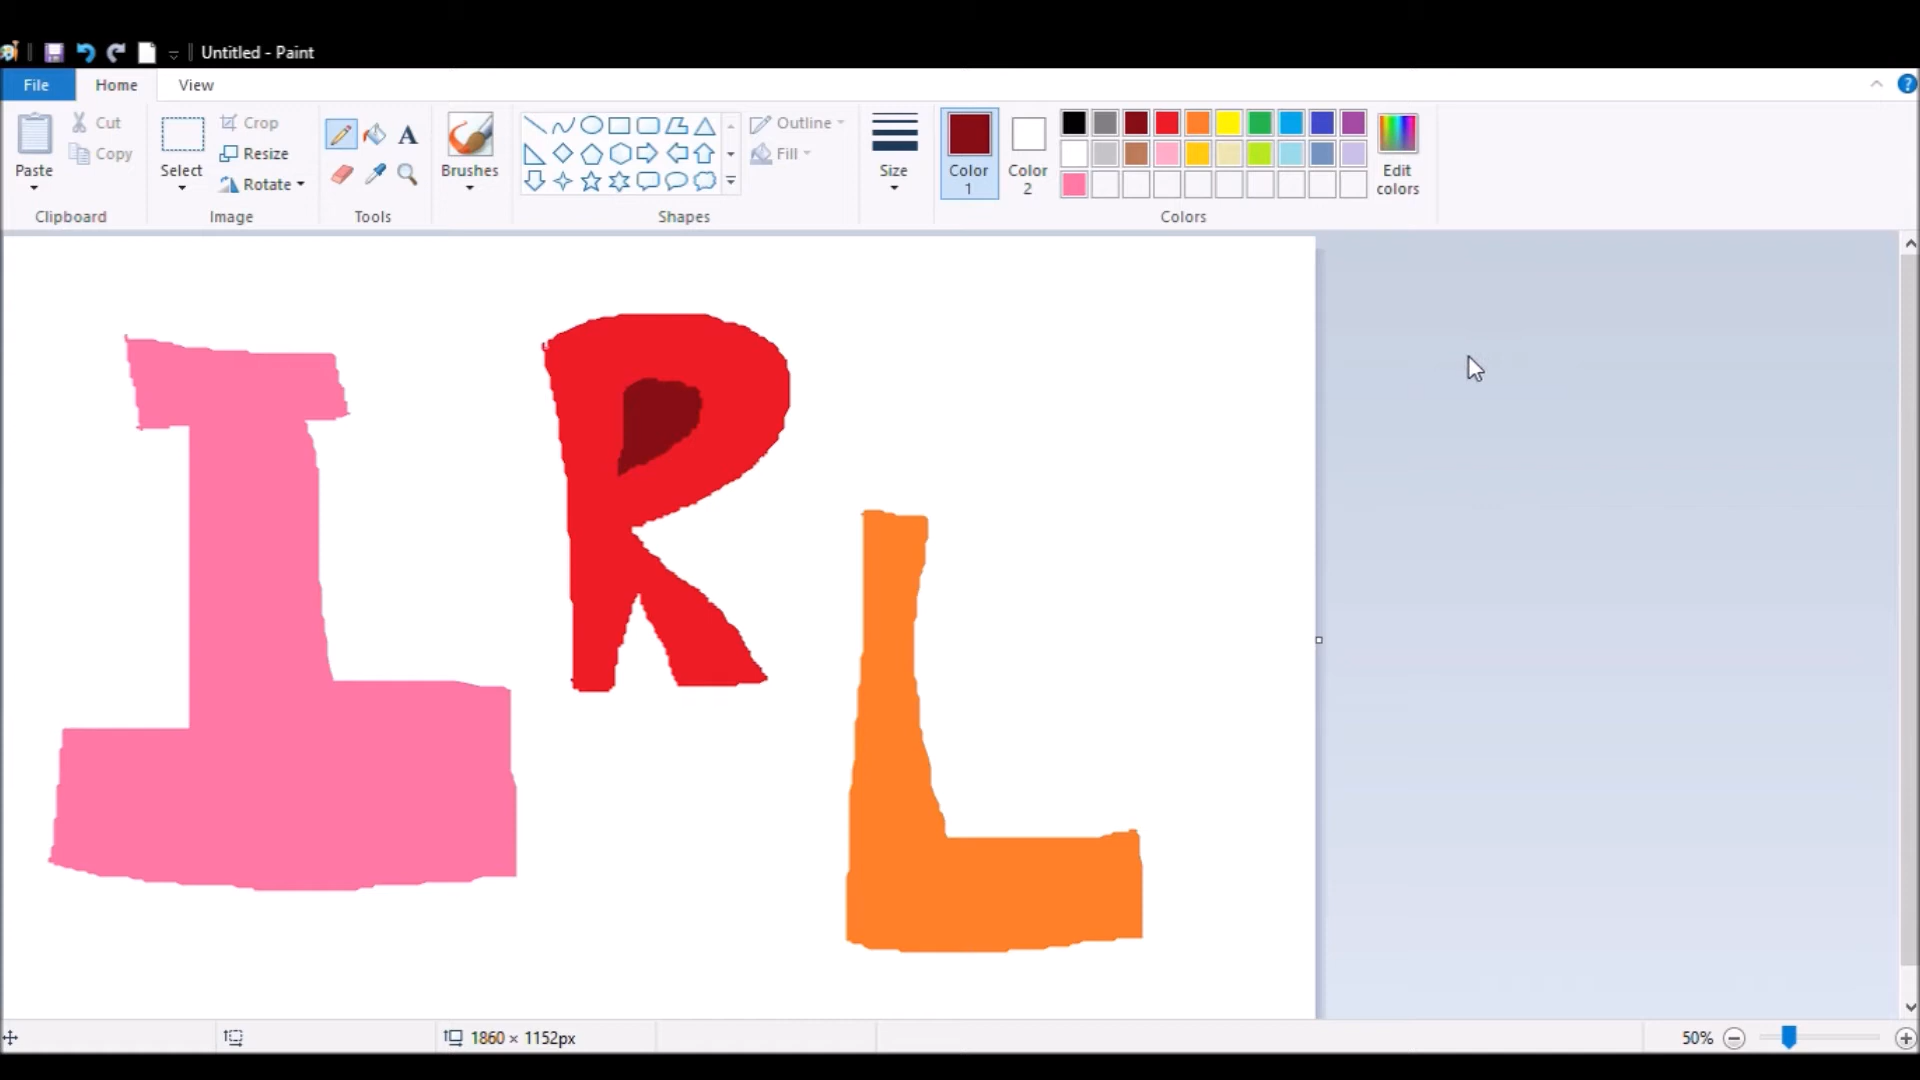 Untitled - Paint
File Home View
Paste
Cut
Copy
Clipboard
Select
Crop
Resize
Rotate
Image
A
Tools
Brushes
Shapes
Outline
Fill
Size
Color 1
Color 2
Edit colors
Colors
IRL
1860 × 1152px
50%